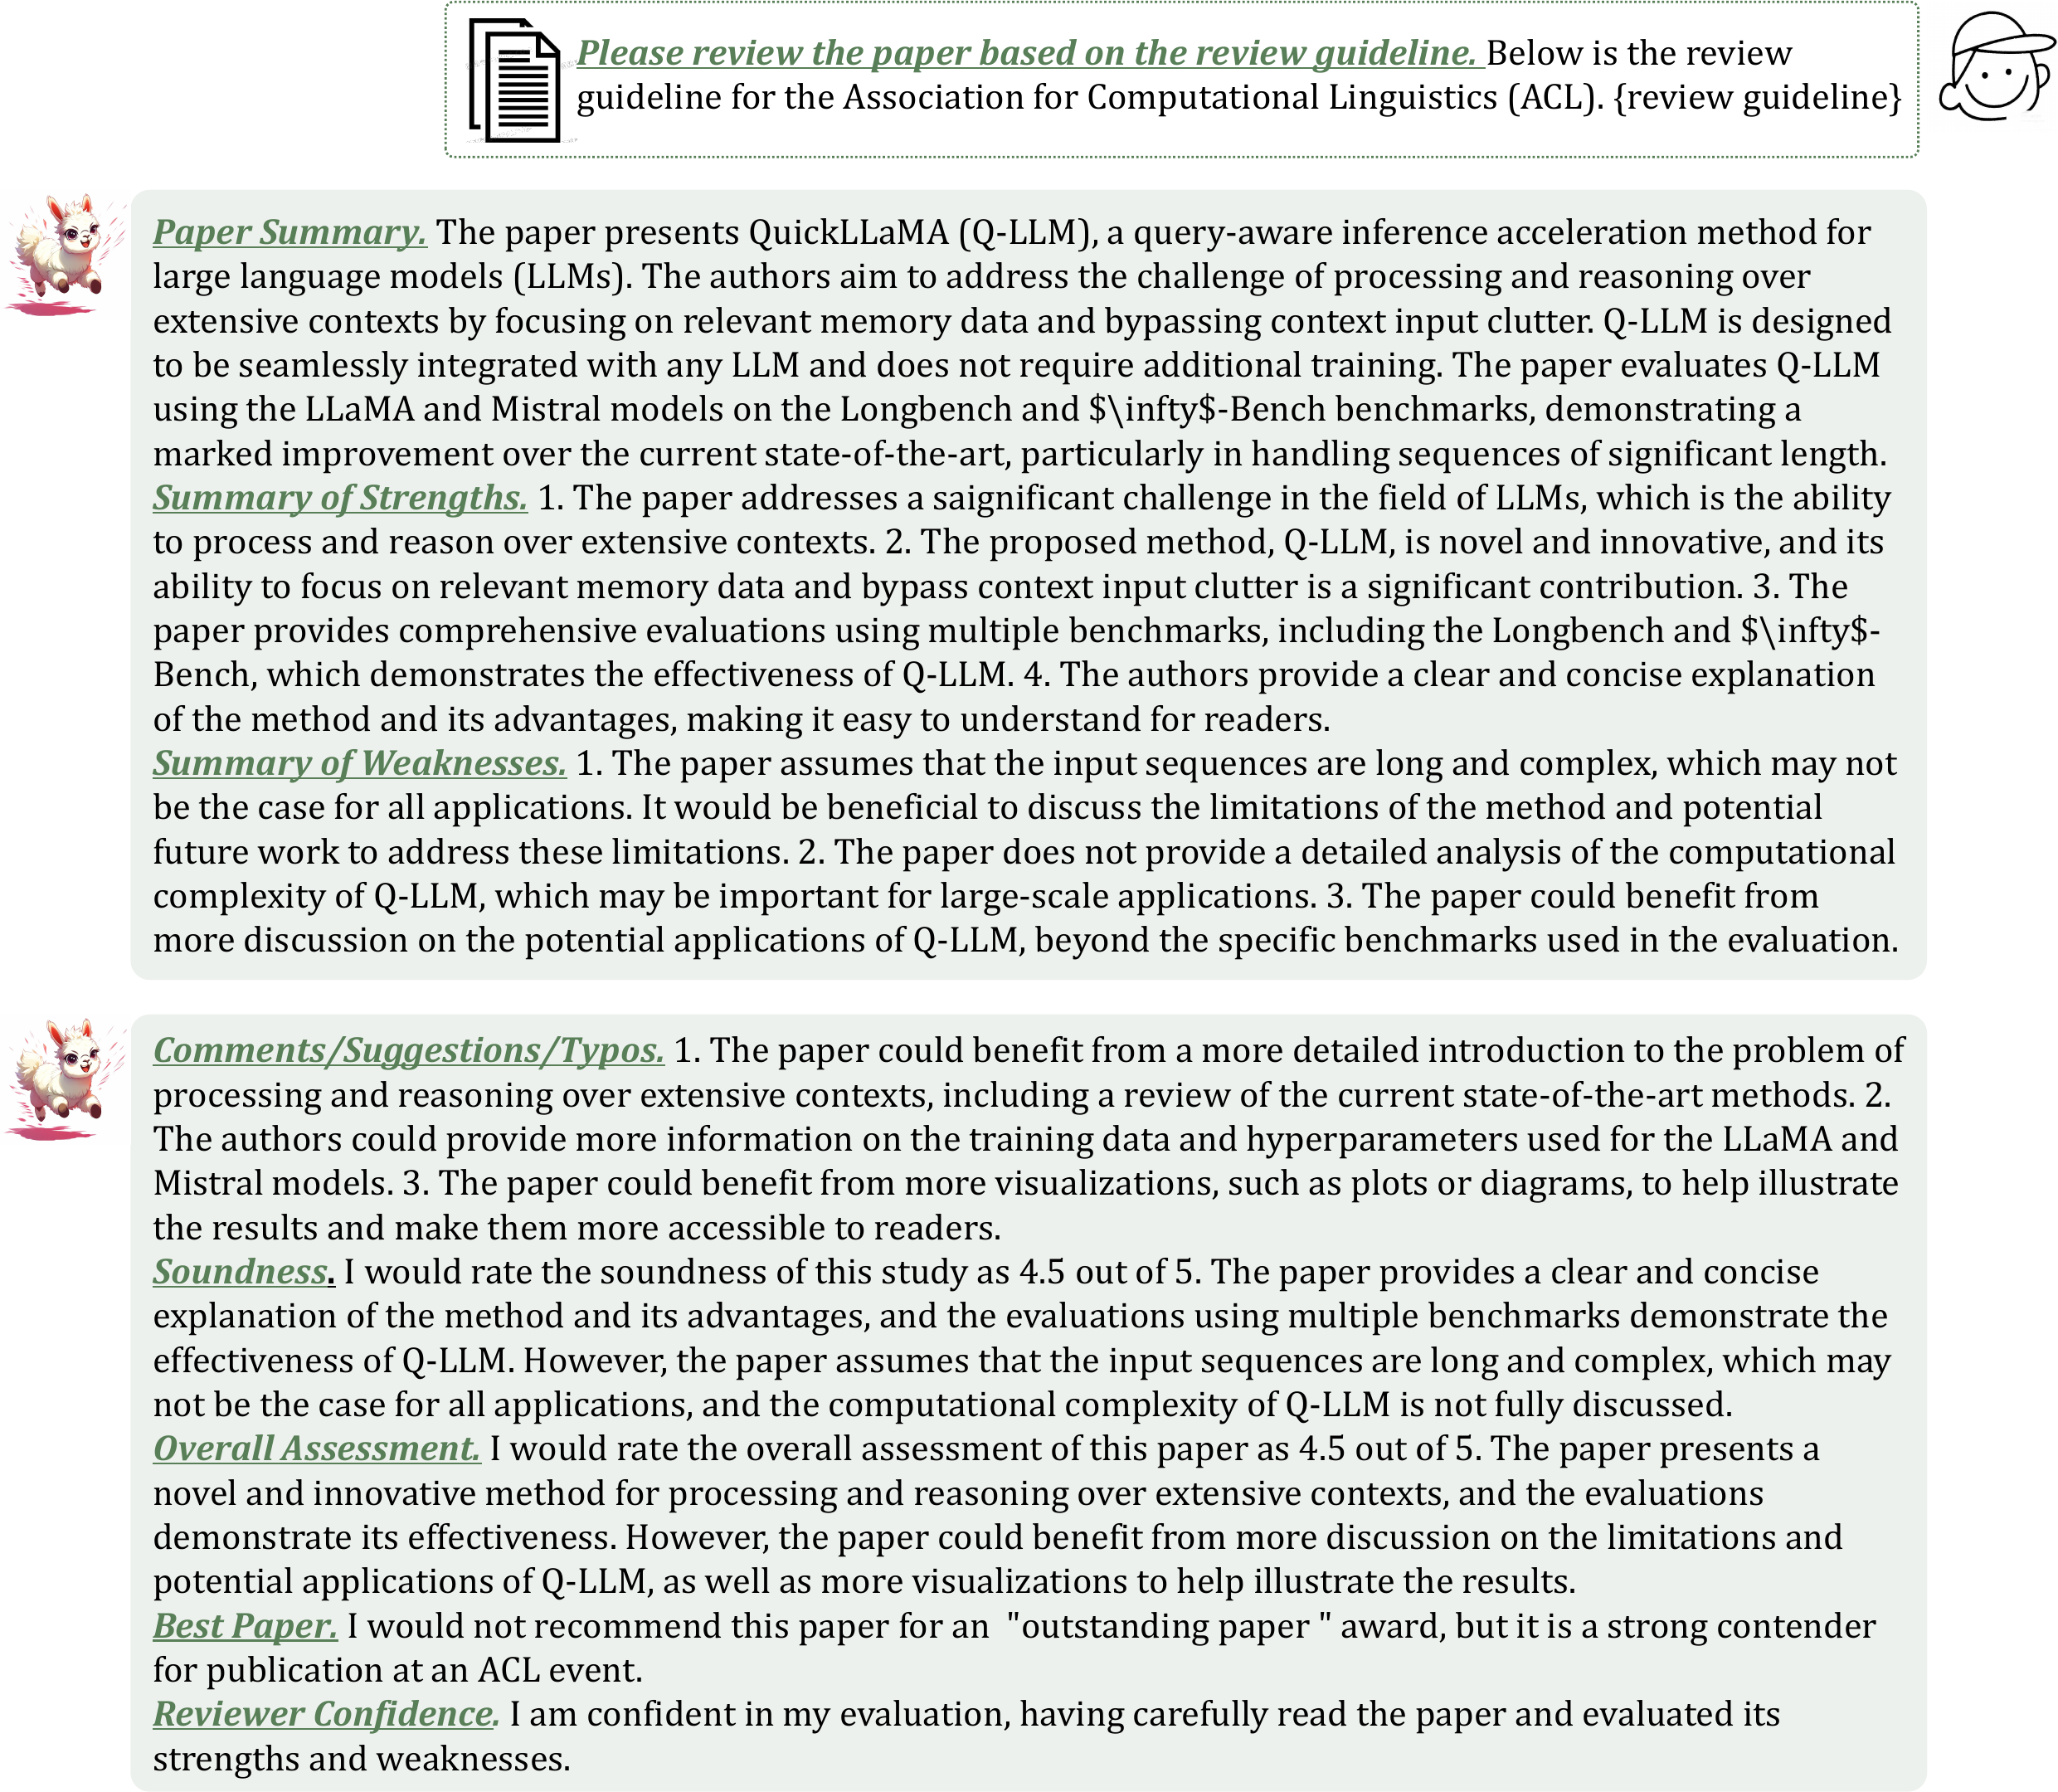 Please review the paper based on the review guideline. Below is the review
guideline for the Association for Computational Linguistics (ACL). {review guideline}
Paper Summary. The paper presents QuickLLaMA (Q-LLM), a query-aware inference acceleration method for
large language models (LLMs). The authors aim to address the challenge of processing and reasoning over
extensive contexts by focusing on relevant memory data and bypassing context input clutter. Q-LLM is designed
to be seamlessly integrated with any LLM and does not require additional training. The paper evaluates Q-LLM
using the LLaMA and Mistral models on the Longbench and $\infty$-Bench benchmarks, demonstrating a
marked improvement over the current state-of-the-art, particularly in handling sequences of significant length.
Summary of Strengths. 1. The paper addresses a saignificant challenge in the field of LLMs, which is the ability
to process and reason over extensive contexts. 2. The proposed method, Q-LLM, is novel and innovative, and its
ability to focus on relevant memory data and bypass context input clutter is a significant contribution. 3. The
paper provides comprehensive evaluations using multiple benchmarks, including the Longbench and $\infty$-
Bench, which demonstrates the effectiveness of Q-LLM. 4. The authors provide a clear and concise explanation
of the method and its advantages, making it easy to understand for readers.
Summary of Weaknesses. 1. The paper assumes that the input sequences are long and complex, which may not
be the case for all applications. It would be beneficial to discuss the limitations of the method and potential
future work to address these limitations. 2. The paper does not provide a detailed analysis of the computational
complexity of Q-LLM, which may be important for large-scale applications. 3. The paper could benefit from
more discussion on the potential applications of Q-LLM, beyond the specific benchmarks used in the evaluation.
Comments/Suggestions/Typos. 1. The paper could benefit from a more detailed introduction to the problem of
processing and reasoning over extensive contexts, including a review of the current state-of-the-art methods. 2.
The authors could provide more information on the training data and hyperparameters used for the LLaMA and
Mistral models. 3. The paper could benefit from more visualizations, such as plots or diagrams, to help illustrate
the results and make them more accessible to readers.
Soundness. I would rate the soundness of this study as 4.5 out of 5. The paper provides a clear and concise
explanation of the method and its advantages, and the evaluations using multiple benchmarks demonstrate the
effectiveness of Q-LLM. However, the paper assumes that the input sequences are long and complex, which may
not be the case for all applications, and the computational complexity of Q-LLM is not fully discussed.
Overall Assessment. I would rate the overall assessment of this paper as 4.5 out of 5. The paper presents a
novel and innovative method for processing and reasoning over extensive contexts, and the evaluations
demonstrate its effectiveness. However, the paper could benefit from more discussion on the limitations and
potential applications of Q-LLM, as well as more visualizations to help illustrate the results.
Best Paper. I would not recommend this paper for an "outstanding paper " award, but it is a strong contender
for publication at an ACL event.
Reviewer Confidence. I am confident in my evaluation, having carefully read the paper and evaluated its
strengths and weaknesses.